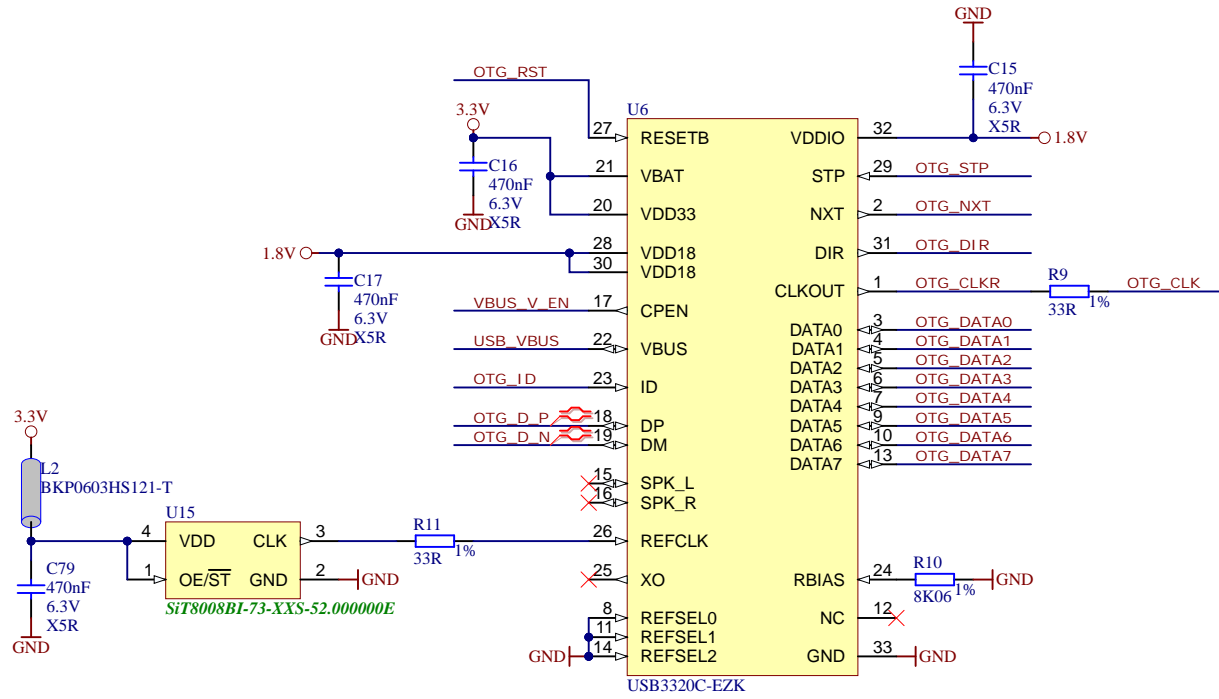 GND
C15
470nF
6.3V
X5R
1.8V
OTG_RST
3.3V
C16
470nF
6.3V
X5R
GND
1.8V
C17
470nF
6.3V
X5R
GND
VBUS_V_EN
USB_VBUS
OTG_ID
OTG_D_P
OTG_D_N
U6
27 RESETB
21 VBAT
20 VDD33
28 VDD18
30 VDD18
17 CPEN
22 VBUS
23 ID
18 DP
19 DM
15 SPK_L
16 SPK_R
26 REFCLK
25 XO
8 REFSEL0
11 REFSEL1
14 REFSEL2
GND
VDDIO 32
STP 29 OTG_STP
NXT 2 OTG_NXT
DIR 31 OTG_DIR
CLKOUT 1 OTG_CLKR
R9
33R
1%
OTG_CLK
DATA0 3 OTG_DATA0
DATA1 4 OTG_DATA1
DATA2 5 OTG_DATA2
DATA3 6 OTG_DATA3
DATA4 7 OTG_DATA4
DATA5 9 OTG_DATA5
DATA6 10 OTG_DATA6
DATA7 13 OTG_DATA7
RBIAS 24
R10
8K06
1%
GND
NC 12
GND 33
GND
USB3320C-EZK
3.3V
L2
BKP0603HS121-T
C79
470nF
6.3V
X5R
GND
U15
4 VDD CLK 3
1 OE/ST GND 2
GND
SiT8008BI-73-XXS-52.000000E
R11
33R
1%